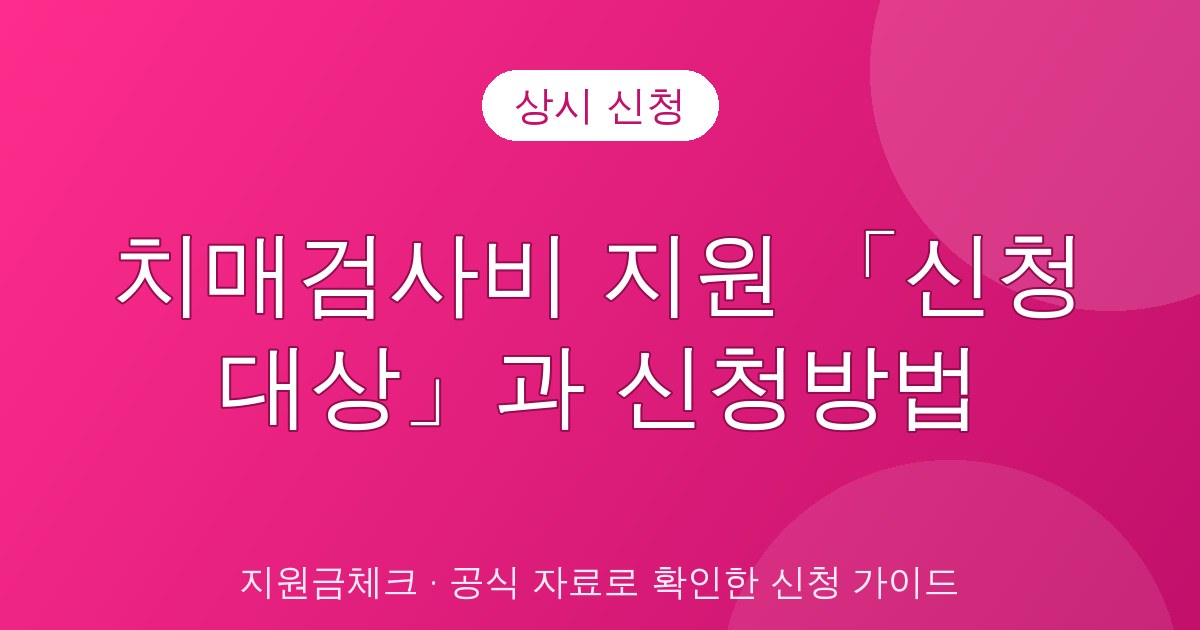 상시 신청
치매검사비 지원 「신청
대상」과 신청방법
지원금체크 · 공식 자료로 확인한 신청 가이드